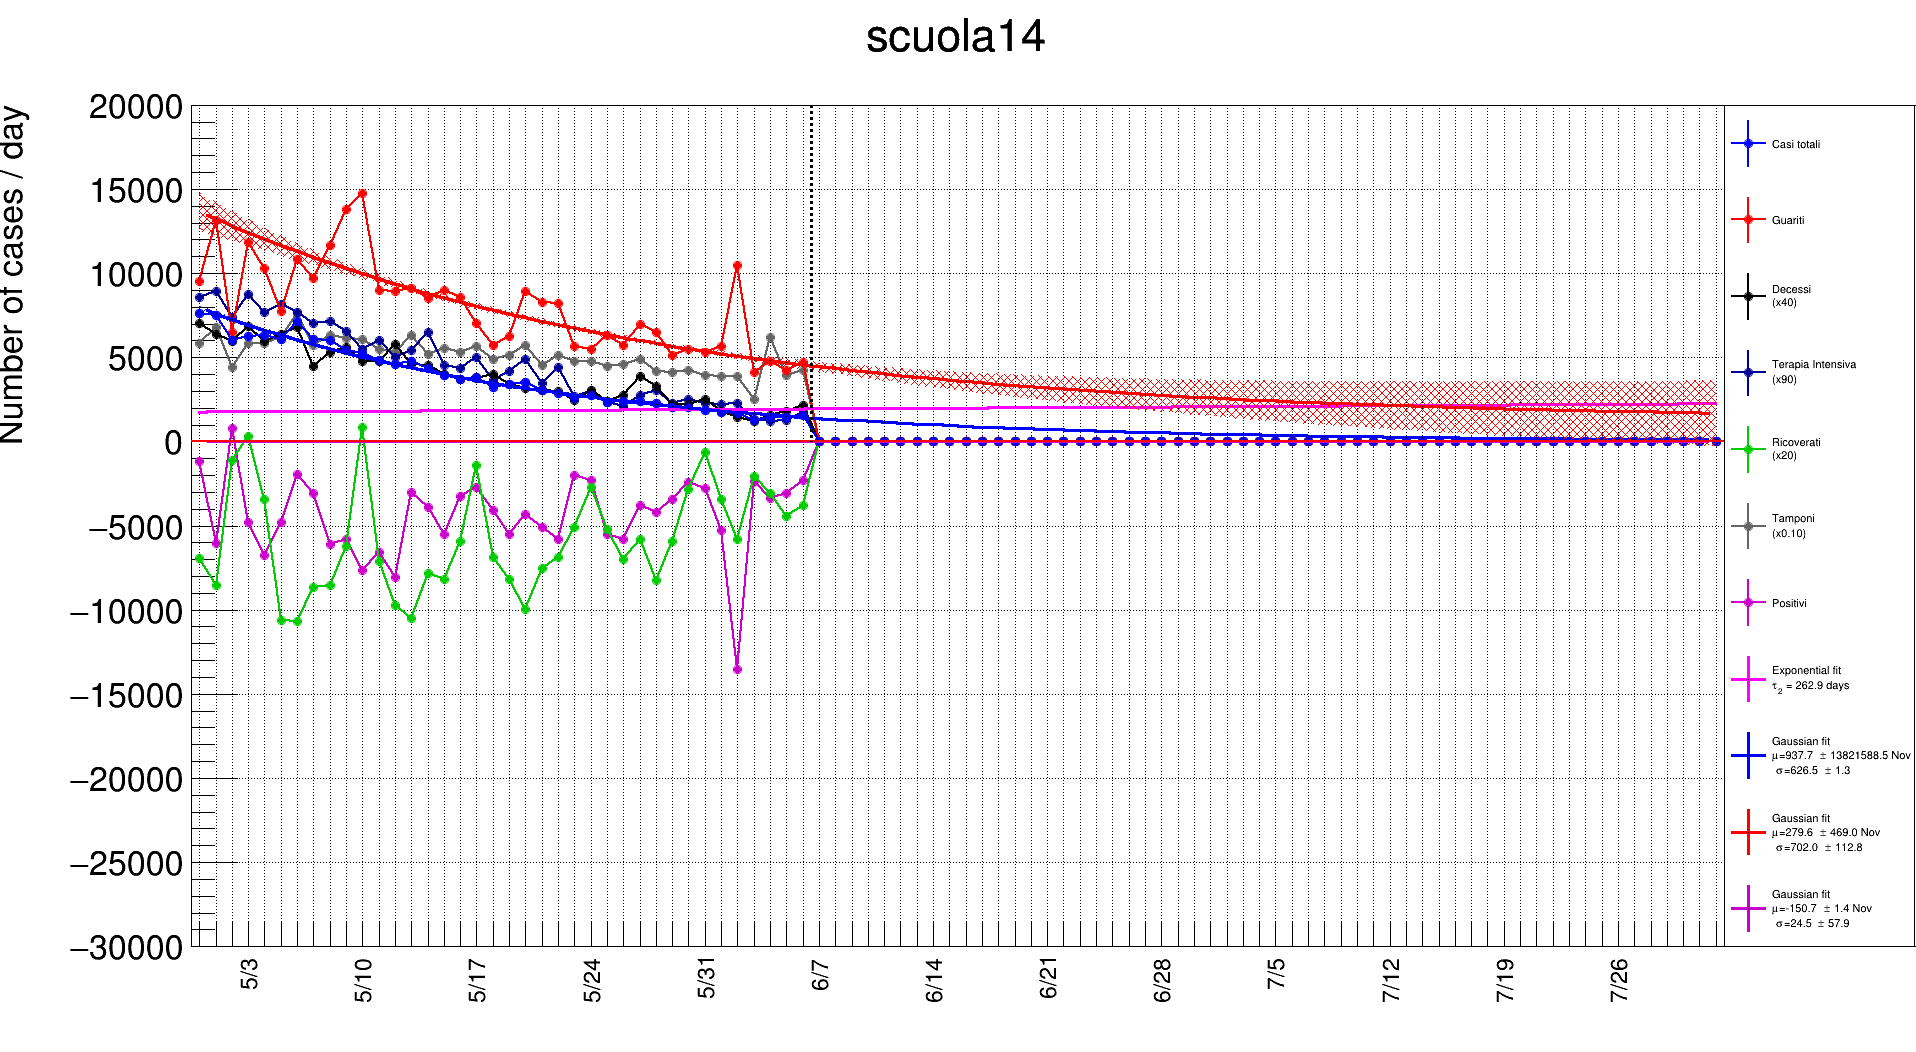 scuola14
Number of cases / day
20000
15000
10000
5000
0
−5000
−10000
−15000
−20000
−25000
−30000
5/3
5/10
5/17
5/24
5/31
6/7
6/14
6/21
6/28
7/5
7/12
7/19
7/26
Casi totali
Guariti
Decessi
(x40)
Terapia Intensiva
(x90)
Ricoverati
(x20)
Tamponi
(x0.10)
Positivi
Exponential fit
τ2 = 262.9 days
Gaussian fit
μ=937.7 ± 13821588.5 Nov
σ=626.5 ± 1.3
Gaussian fit
μ=279.6 ± 469.0 Nov
σ=702.0 ± 112.8
Gaussian fit
μ=-150.7 ± 1.4 Nov
σ=24.5 ± 57.9